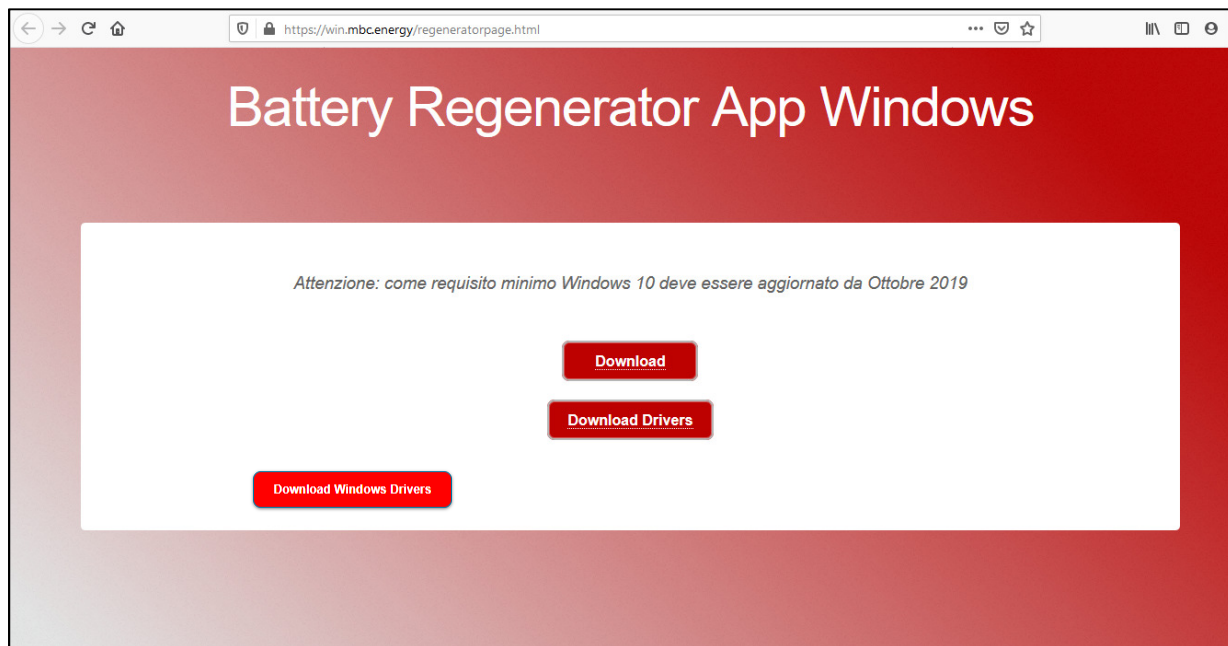 https://win.mbc.energy/regeneratorpage.html
Battery Regenerator App Windows
Attenzione: come requisito minimo Windows 10 deve essere aggiornato da Ottobre 2019
Download
Download Drivers
Download Windows Drivers